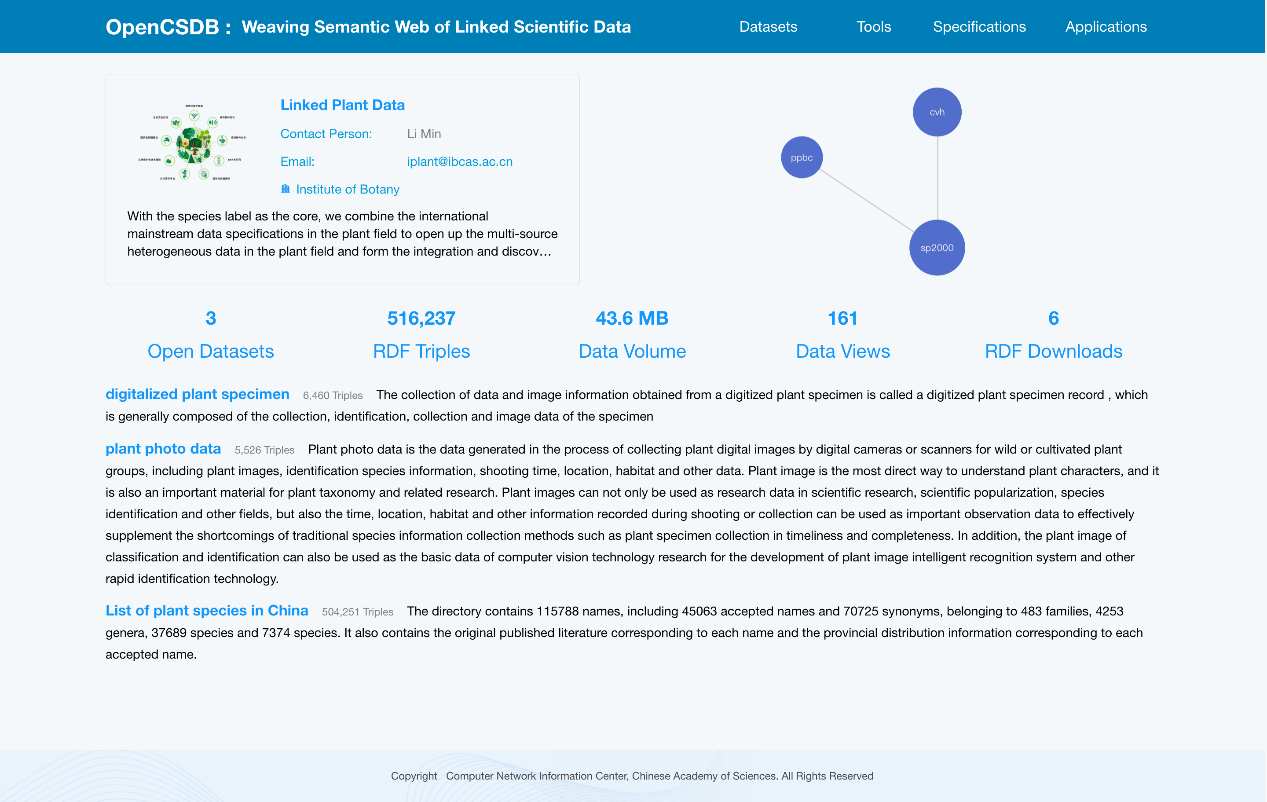 OpenCSDB : Weaving Semantic Web of Linked Scientific Data
Datasets
Tools
Specifications
Applications
Linked Plant Data
Contact Person: Li Min
Email: iplant@ibcas.ac.cn
Institute of Botany
With the species label as the core, we combine the international
mainstream data specifications in the plant field to open up the multi-source
heterogeneous data in the plant field and form the integration and discov...
cvh
ppbc
sp2000
3
516,237
43.6 MB
161
6
Open Datasets
RDF Triples
Data Volume
Data Views
RDF Downloads
digitalized plant specimen 6,460 Triples The collection of data and image information obtained from a digitized plant specimen is called a digitized plant specimen record , which
is generally composed of the collection, identification, collection and image data of the specimen
plant photo data 5,526 Triples Plant photo data is the data generated in the process of collecting plant digital images by digital cameras or scanners for wild or cultivated plant
groups, including plant images, identification species information, shooting time, location, habitat and other data. Plant image is the most direct way to understand plant characters, and it
is also an important material for plant taxonomy and related research. Plant images can not only be used as research data in scientific research, scientific popularization, species
identification and other fields, but also the time, location, habitat and other information recorded during shooting or collection can be used as important observation data to effectively
supplement the shortcomings of traditional species information collection methods such as plant specimen collection in timeliness and completeness. In addition, the plant image of
classification and identification can also be used as the basic data of computer vision technology research for the development of plant image intelligent recognition system and other
rapid identification technology.
List of plant species in China 504,251 Triples The directory contains 115788 names, including 45063 accepted names and 70725 synonyms, belonging to 483 families, 4253
genera, 37689 species and 7374 species. It also contains the original published literature corresponding to each name and the provincial distribution information corresponding to each
accepted name.
Copyright Computer Network Information Center, Chinese Academy of Sciences. All Rights Reserved